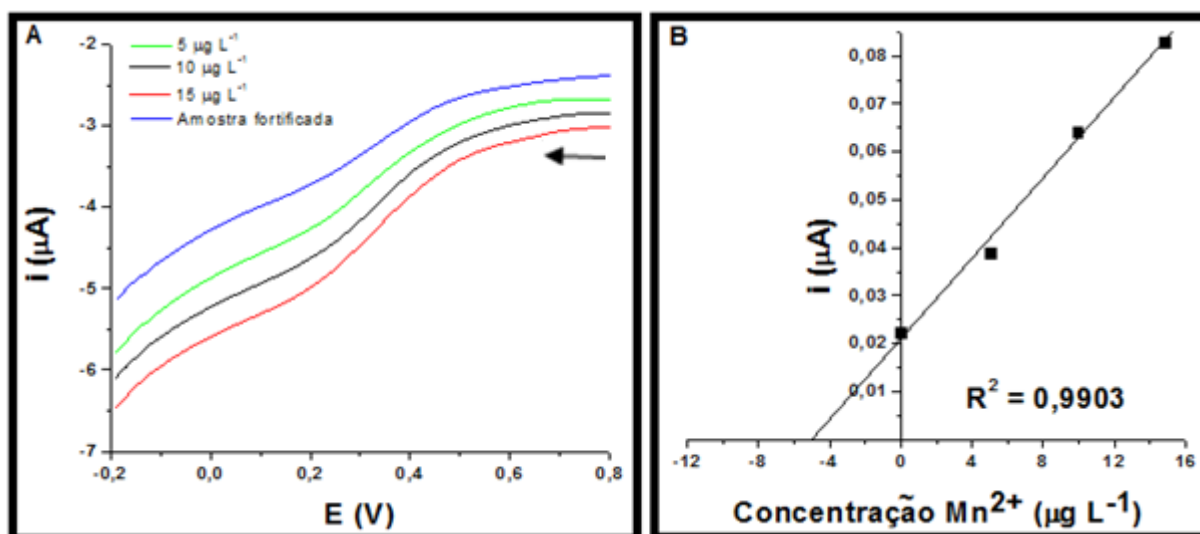 A
5 µg L⁻¹
10 µg L⁻¹
15 µg L⁻¹
Amostra fortificada
-2
-3
-4
-5
-6
-7
i (µA)
-0,2 0,0 0,2 0,4 0,6 0,8
E (V)
B
0,08
0,07
0,06
0,04
0,03
0,02
0,01
i (µA)
R² = 0,9903
-12 -8 -4 0 4 8 12 16
Concentração Mn²⁺ (µg L⁻¹)